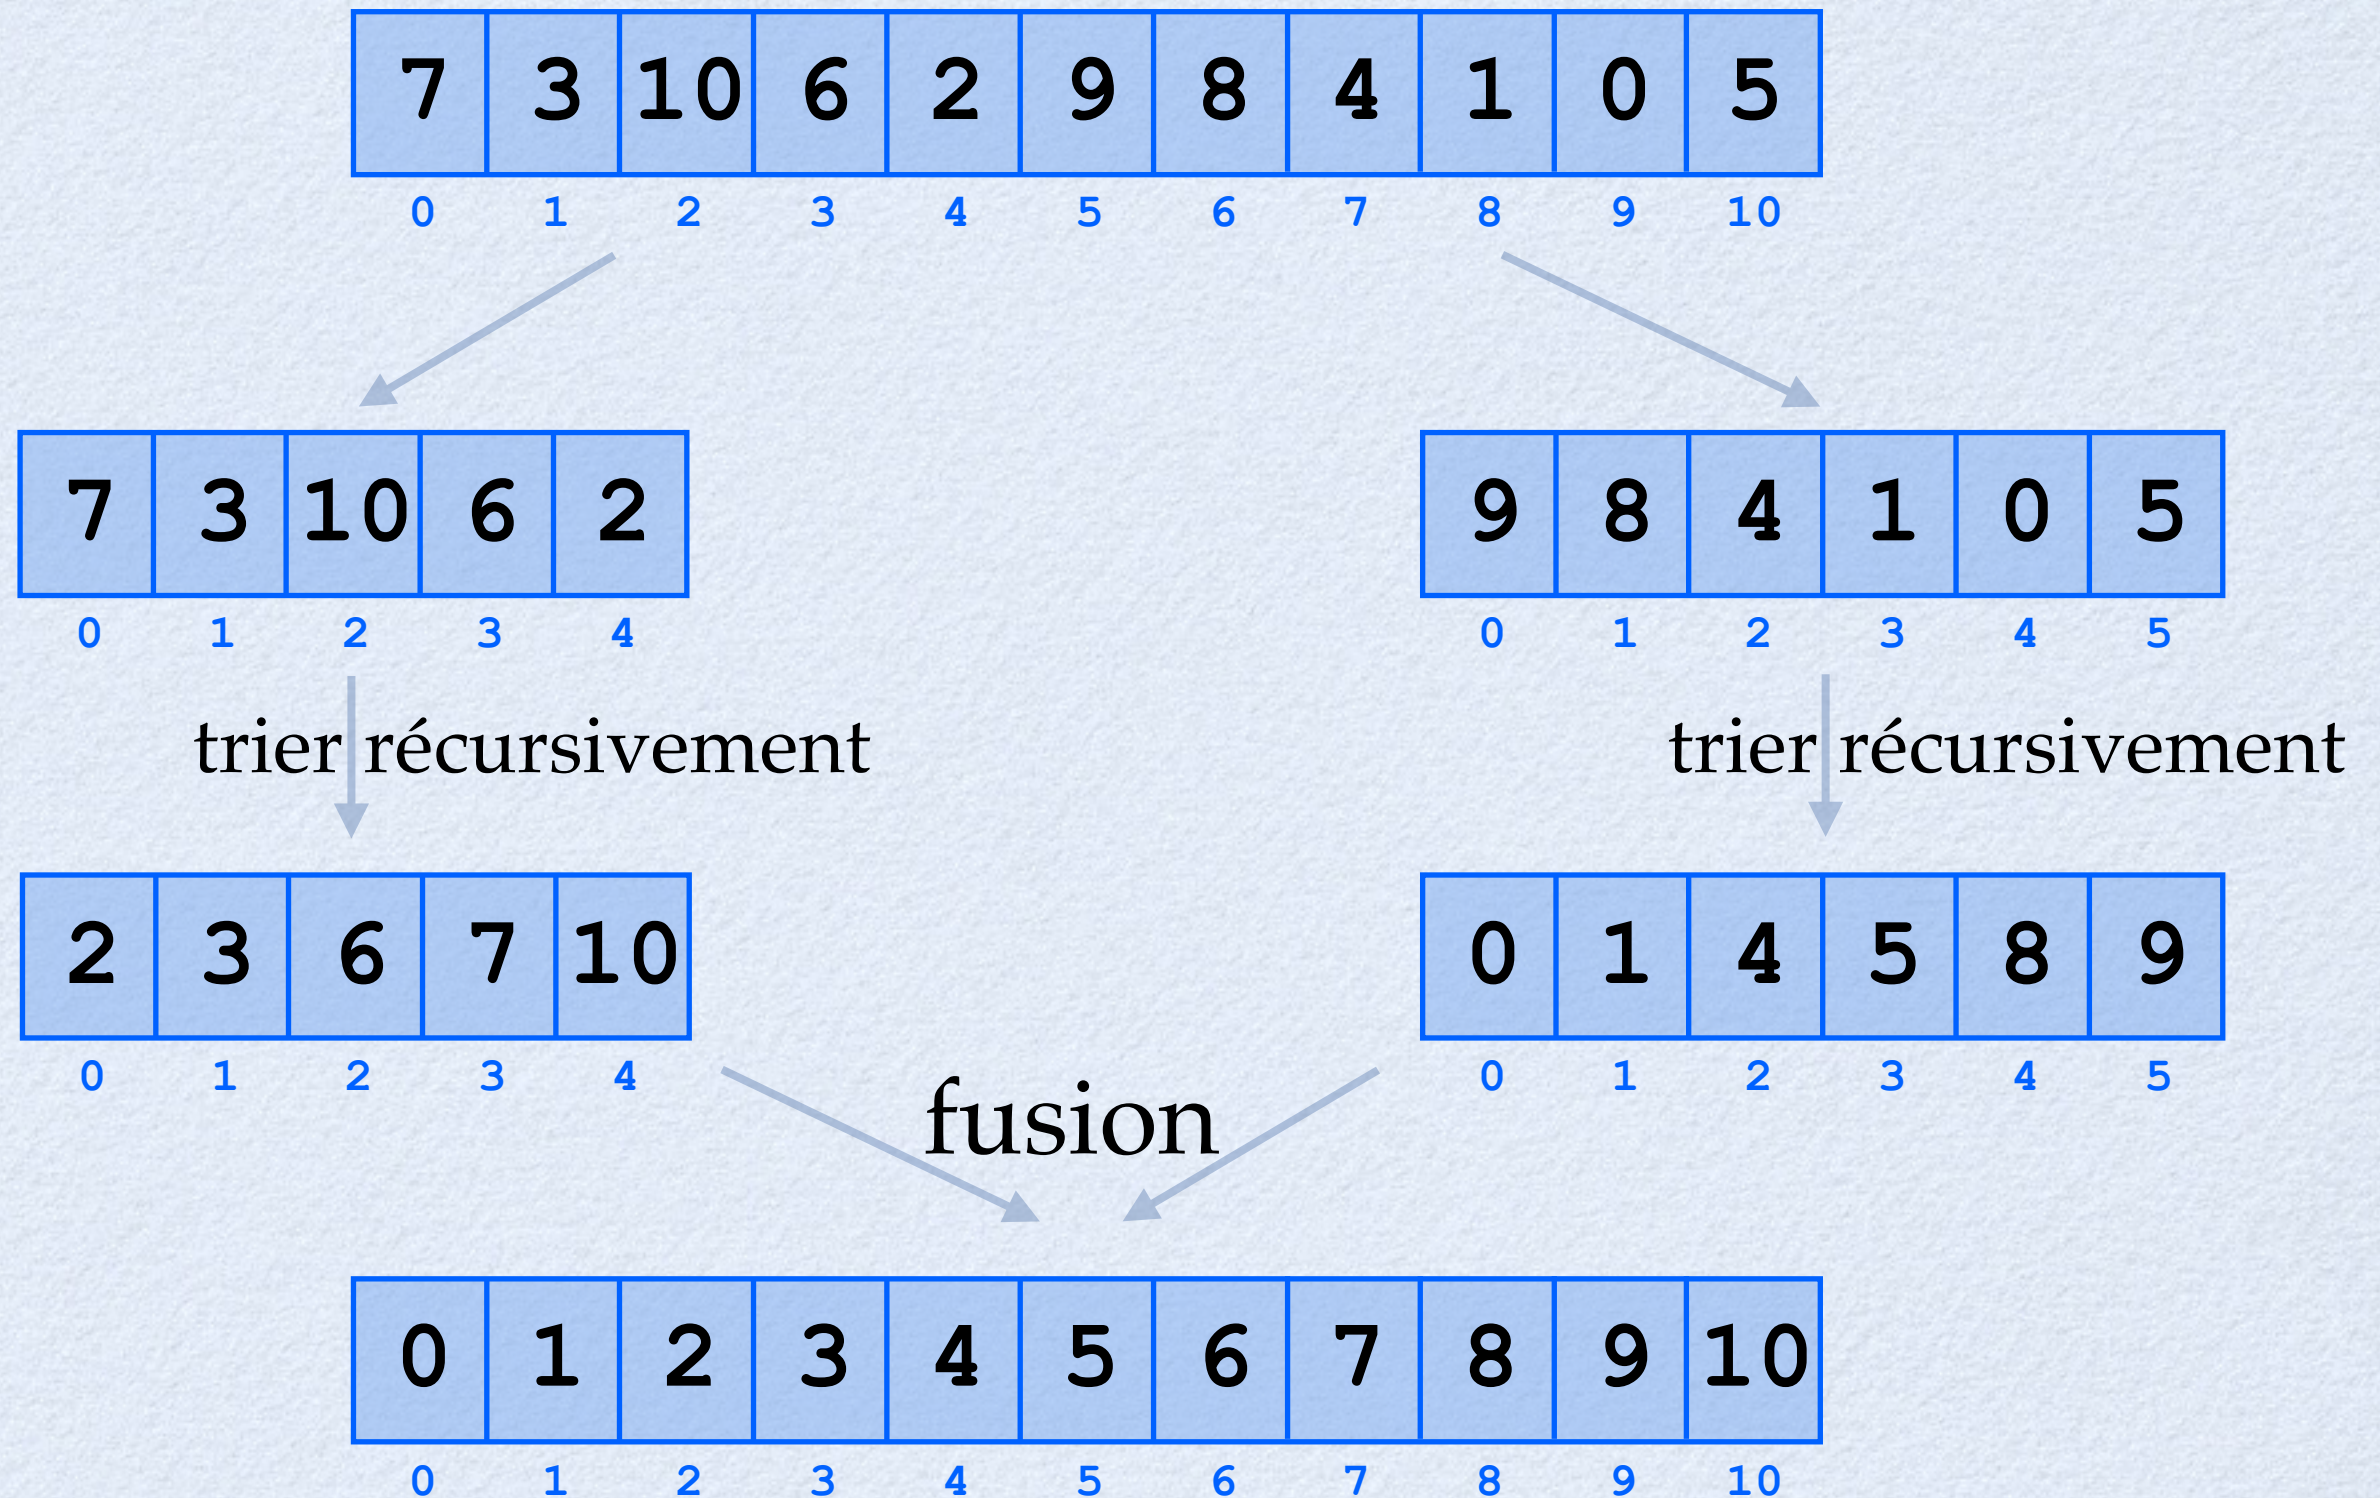 7 3 10 6 2 9 8 4 1 0 5
0 1 2 3 4 5 6 7 8 9 10
7 3 10 6 2
0 1 2 3 4
9 8 4 1 0 5
0 1 2 3 4 5
trier récursivement
trier récursivement
2 3 6 7 10
0 1 2 3 4
0 1 4 5 8 9
0 1 2 3 4 5
fusion
0 1 2 3 4 5 6 7 8 9 10
0 1 2 3 4 5 6 7 8 9 10